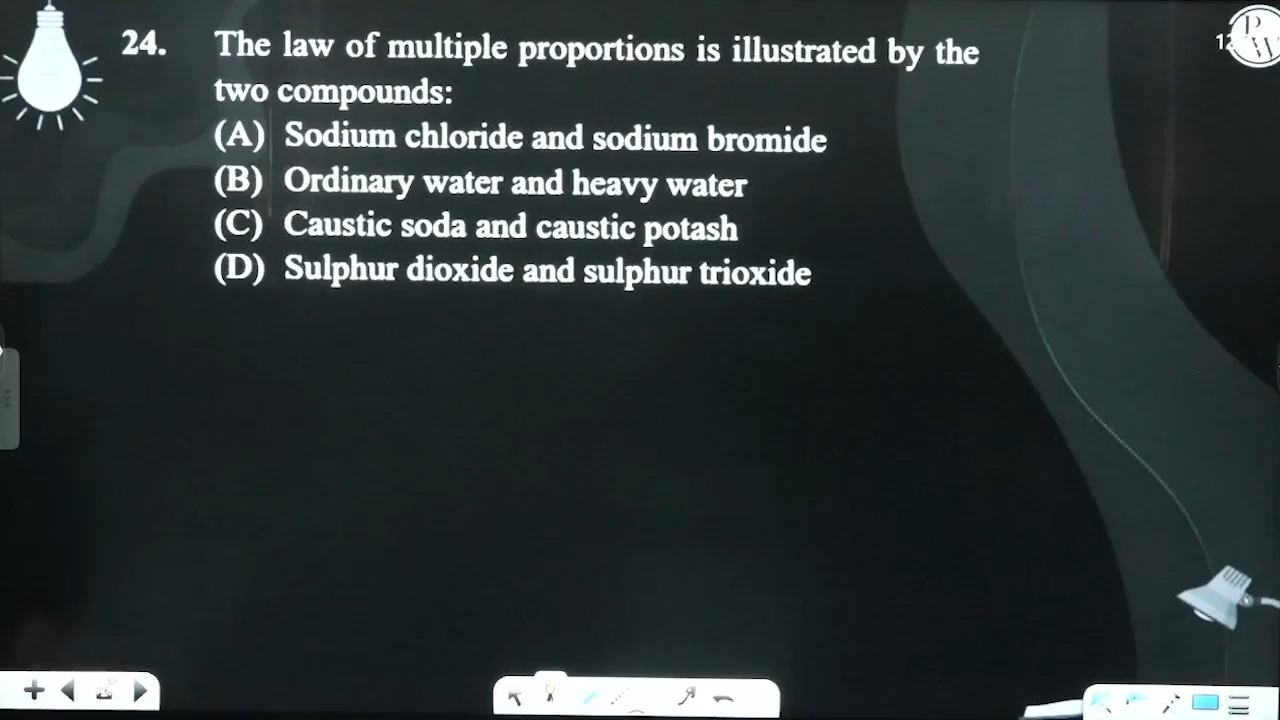 24. The law of multiple proportions is illustrated by the
two compounds:
(A) Sodium chloride and sodium bromide
(B) Ordinary water and heavy water
(C) Caustic soda and caustic potash
(D) Sulphur dioxide and sulphur trioxide
PW